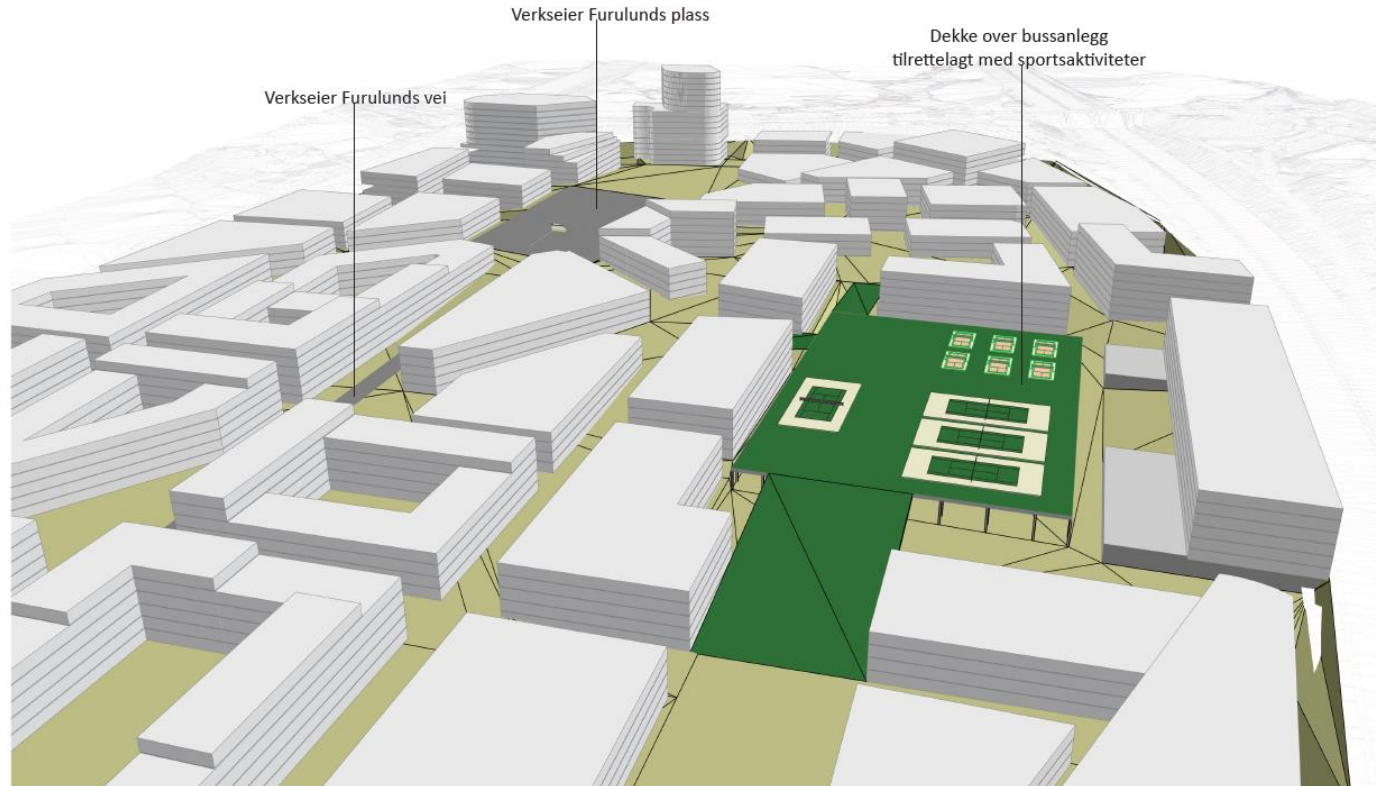 Verkseier Furulunds plass
Dekke over bussanlegg
tilrettelagt med sportsaktiviteter
Verkseier Furulunds vei